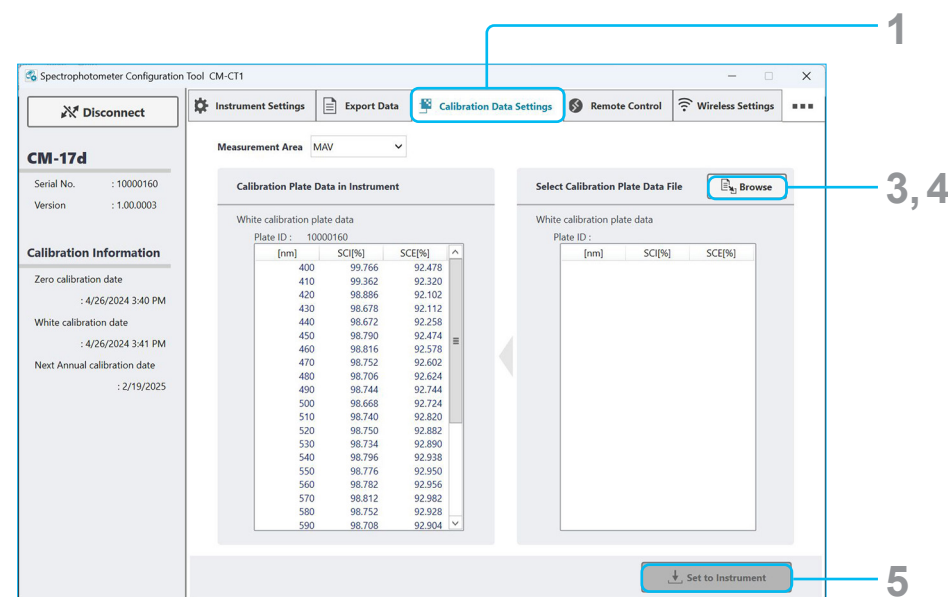 1
Spectrophotometer Configuration Tool CM-CT1
Disconnect
Instrument Settings
Export Data
Calibration Data Settings
Remote Control
Wireless Settings
CM-17d
Serial No. : 10000160
Version : 1.00.0003
Calibration Information
Zero calibration date
: 4/26/2024 3:40 PM
White calibration date
: 4/26/2024 3:41 PM
Next Annual calibration date
: 2/19/2025
Measurement Area MAV
Calibration Plate Data in Instrument
White calibration plate data
Plate ID : 10000160
[nm] SCI[%] SCE[%]
400 99.766 92.478
410 99.362 92.320
420 98.886 92.102
430 98.678 92.112
440 98.672 92.258
450 98.790 92.474
460 98.816 92.578
470 98.752 92.602
480 98.706 92.624
490 98.744 92.744
500 98.668 92.724
510 98.740 92.820
520 98.750 92.882
530 98.734 92.890
540 98.796 92.938
550 98.776 92.950
560 98.782 92.956
570 98.812 92.982
580 98.752 92.928
590 98.708 92.904
Select Calibration Plate Data File
Browse
3, 4
White calibration plate data
Plate ID :
[nm] SCI[%] SCE[%]
Set to Instrument
5